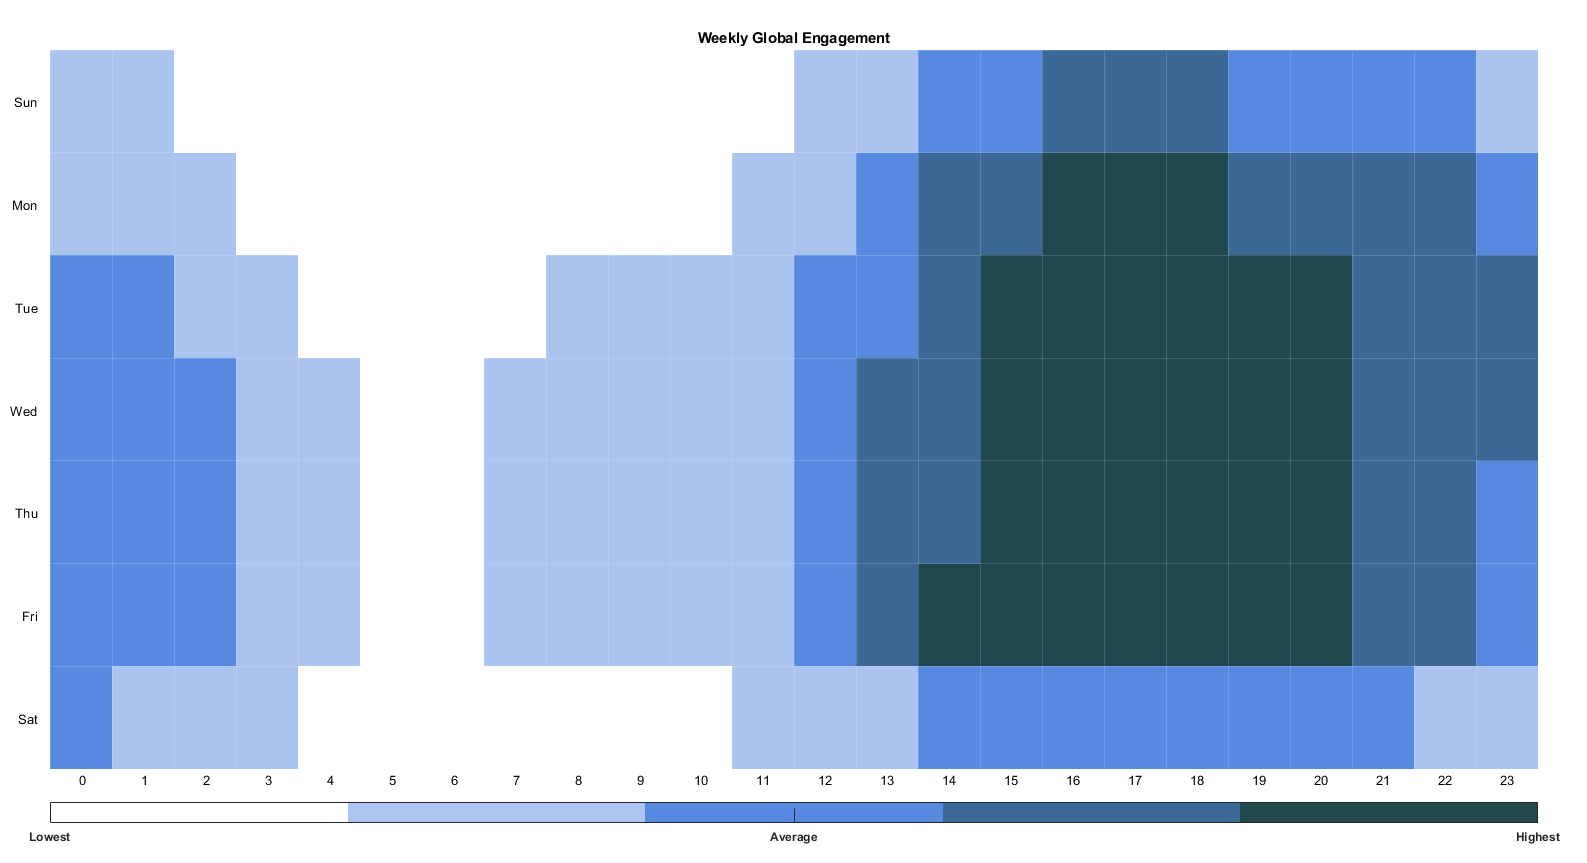 Weekly Global Engagement
Sun
Mon
Tue
Wed
Thu
Fri
Sat
0 1 2 3 4 5 6 7 8 9 10 11 12 13 14 15 16 17 18 19 20 21 22 23
Lowest Average Highest